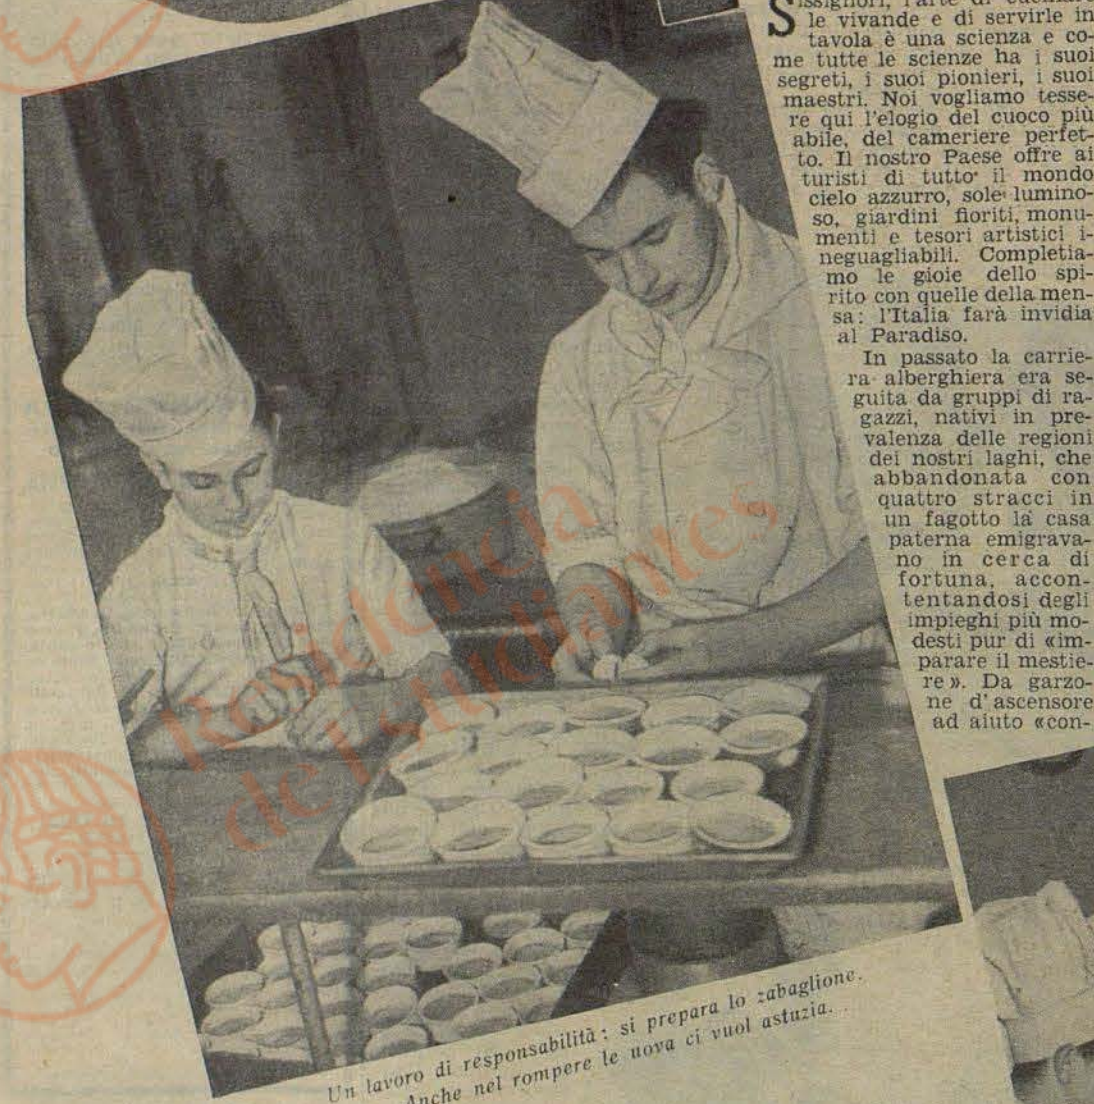 Sissignori, l'arte di cucinare
le vivande e di servirle in
tavola è una scienza e co-
me tutte le scienze ha i suoi
segreti, i suoi pionieri, i suoi
maestri. Noi vogliamo tesse-
re qui l'elogio del cuoco più
abile, del cameriere perfet-
to. Il nostro Paese offre ai
turisti di tutto il mondo
cielo azzurro, sole lumino-
so, giardini fioriti, monu-
menti e tesori artistici i-
neguagliabili. Completia-
mo le gioie dello spi-
rito con quelle della men-
sa: l'Italia farà invidia
al Paradiso.
In passato la carrie-
ra alberghiera era se-
guita da gruppi di ra-
gazzi, nativi in pre-
valenza delle regioni
dei nostri laghi, che
abbandonata con
quattro stracci in
un fagotto la casa
paterna emigrava-
no in cerca di
fortuna, accon-
tentandosi degli
impieghi più mo-
desti pur di «im-
parare il mestie-
re». Da garzo-
ne d'ascensore
ad aiuto «con-
Residencia
de Estudiantes
Un lavoro di responsabilità: si prepara lo zabaglione.
Anche nel rompere le uova ci vuol astuzia.